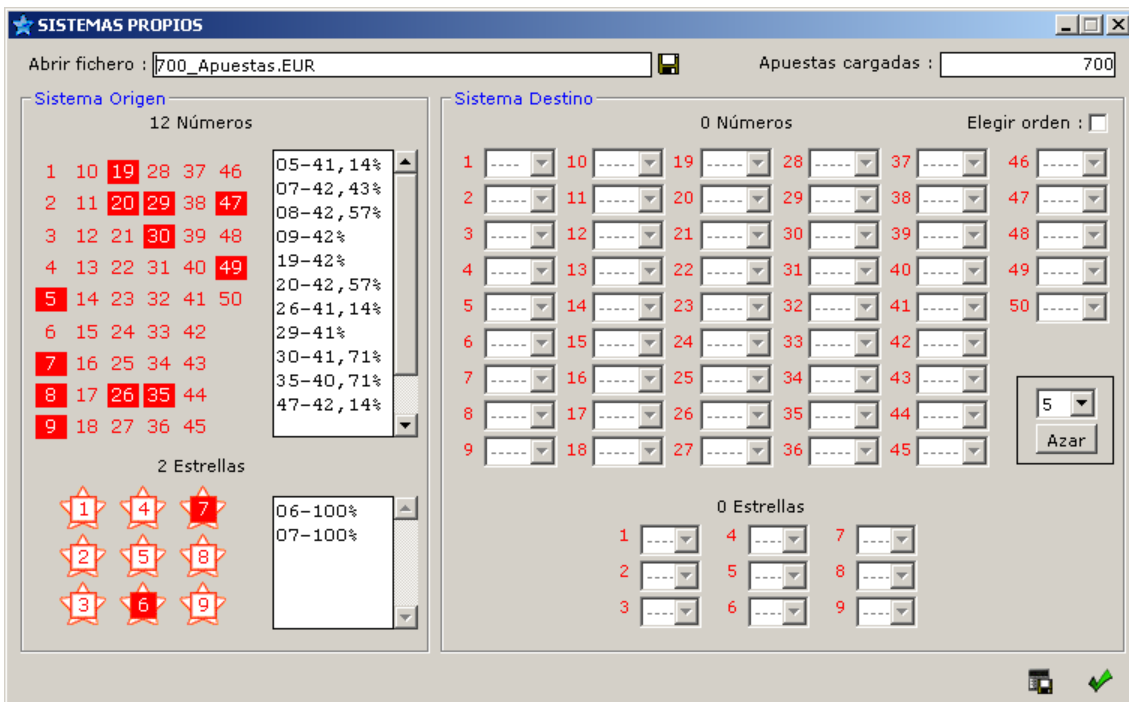 SISTEMAS PROPIOS
Abrir fichero : 700_Apuestas.EUR
Apuestas cargadas : 700
Sistema Origen
12 Números
1 10 19 28 37 46
2 11 20 29 38 47
3 12 21 30 39 48
4 13 22 31 40 49
5 14 23 32 41 50
6 15 24 33 42
7 16 25 34 43
8 17 26 35 44
9 18 27 36 45
05-41,14%
07-42,43%
08-42,57%
09-42%
19-42%
20-42,57%
26-41,14%
29-41%
30-41,71%
35-40,71%
47-42,14%
2 Estrellas
1 4 7
2 5 8
3 6 9
06-100%
07-100%
Sistema Destino
0 Números
Elegir orden :
1 ---- 10 ----- 19 ----- 28 ----- 37 ----- 46 -----
2 ----- 11 ----- 20 ----- 29 ----- 38 ----- 47 -----
3 ----- 12 ----- 21 ----- 30 ----- 39 ----- 48 -----
4 ----- 13 ----- 22 ----- 31 ----- 40 ----- 49 -----
5 ----- 14 ----- 23 ----- 32 ----- 41 ----- 50 -----
6 ----- 15 ----- 24 ----- 33 ----- 42 -----
7 ----- 16 ----- 25 ----- 34 ----- 43 -----
8 ----- 17 ----- 26 ----- 35 ----- 44 -----
9 ----- 18 ----- 27 ----- 36 ----- 45 -----
5
Azar
0 Estrellas
1 ---- 4 ---- 7 ----
2 ---- 5 ---- 8 ----
3 ---- 6 ---- 9 ----